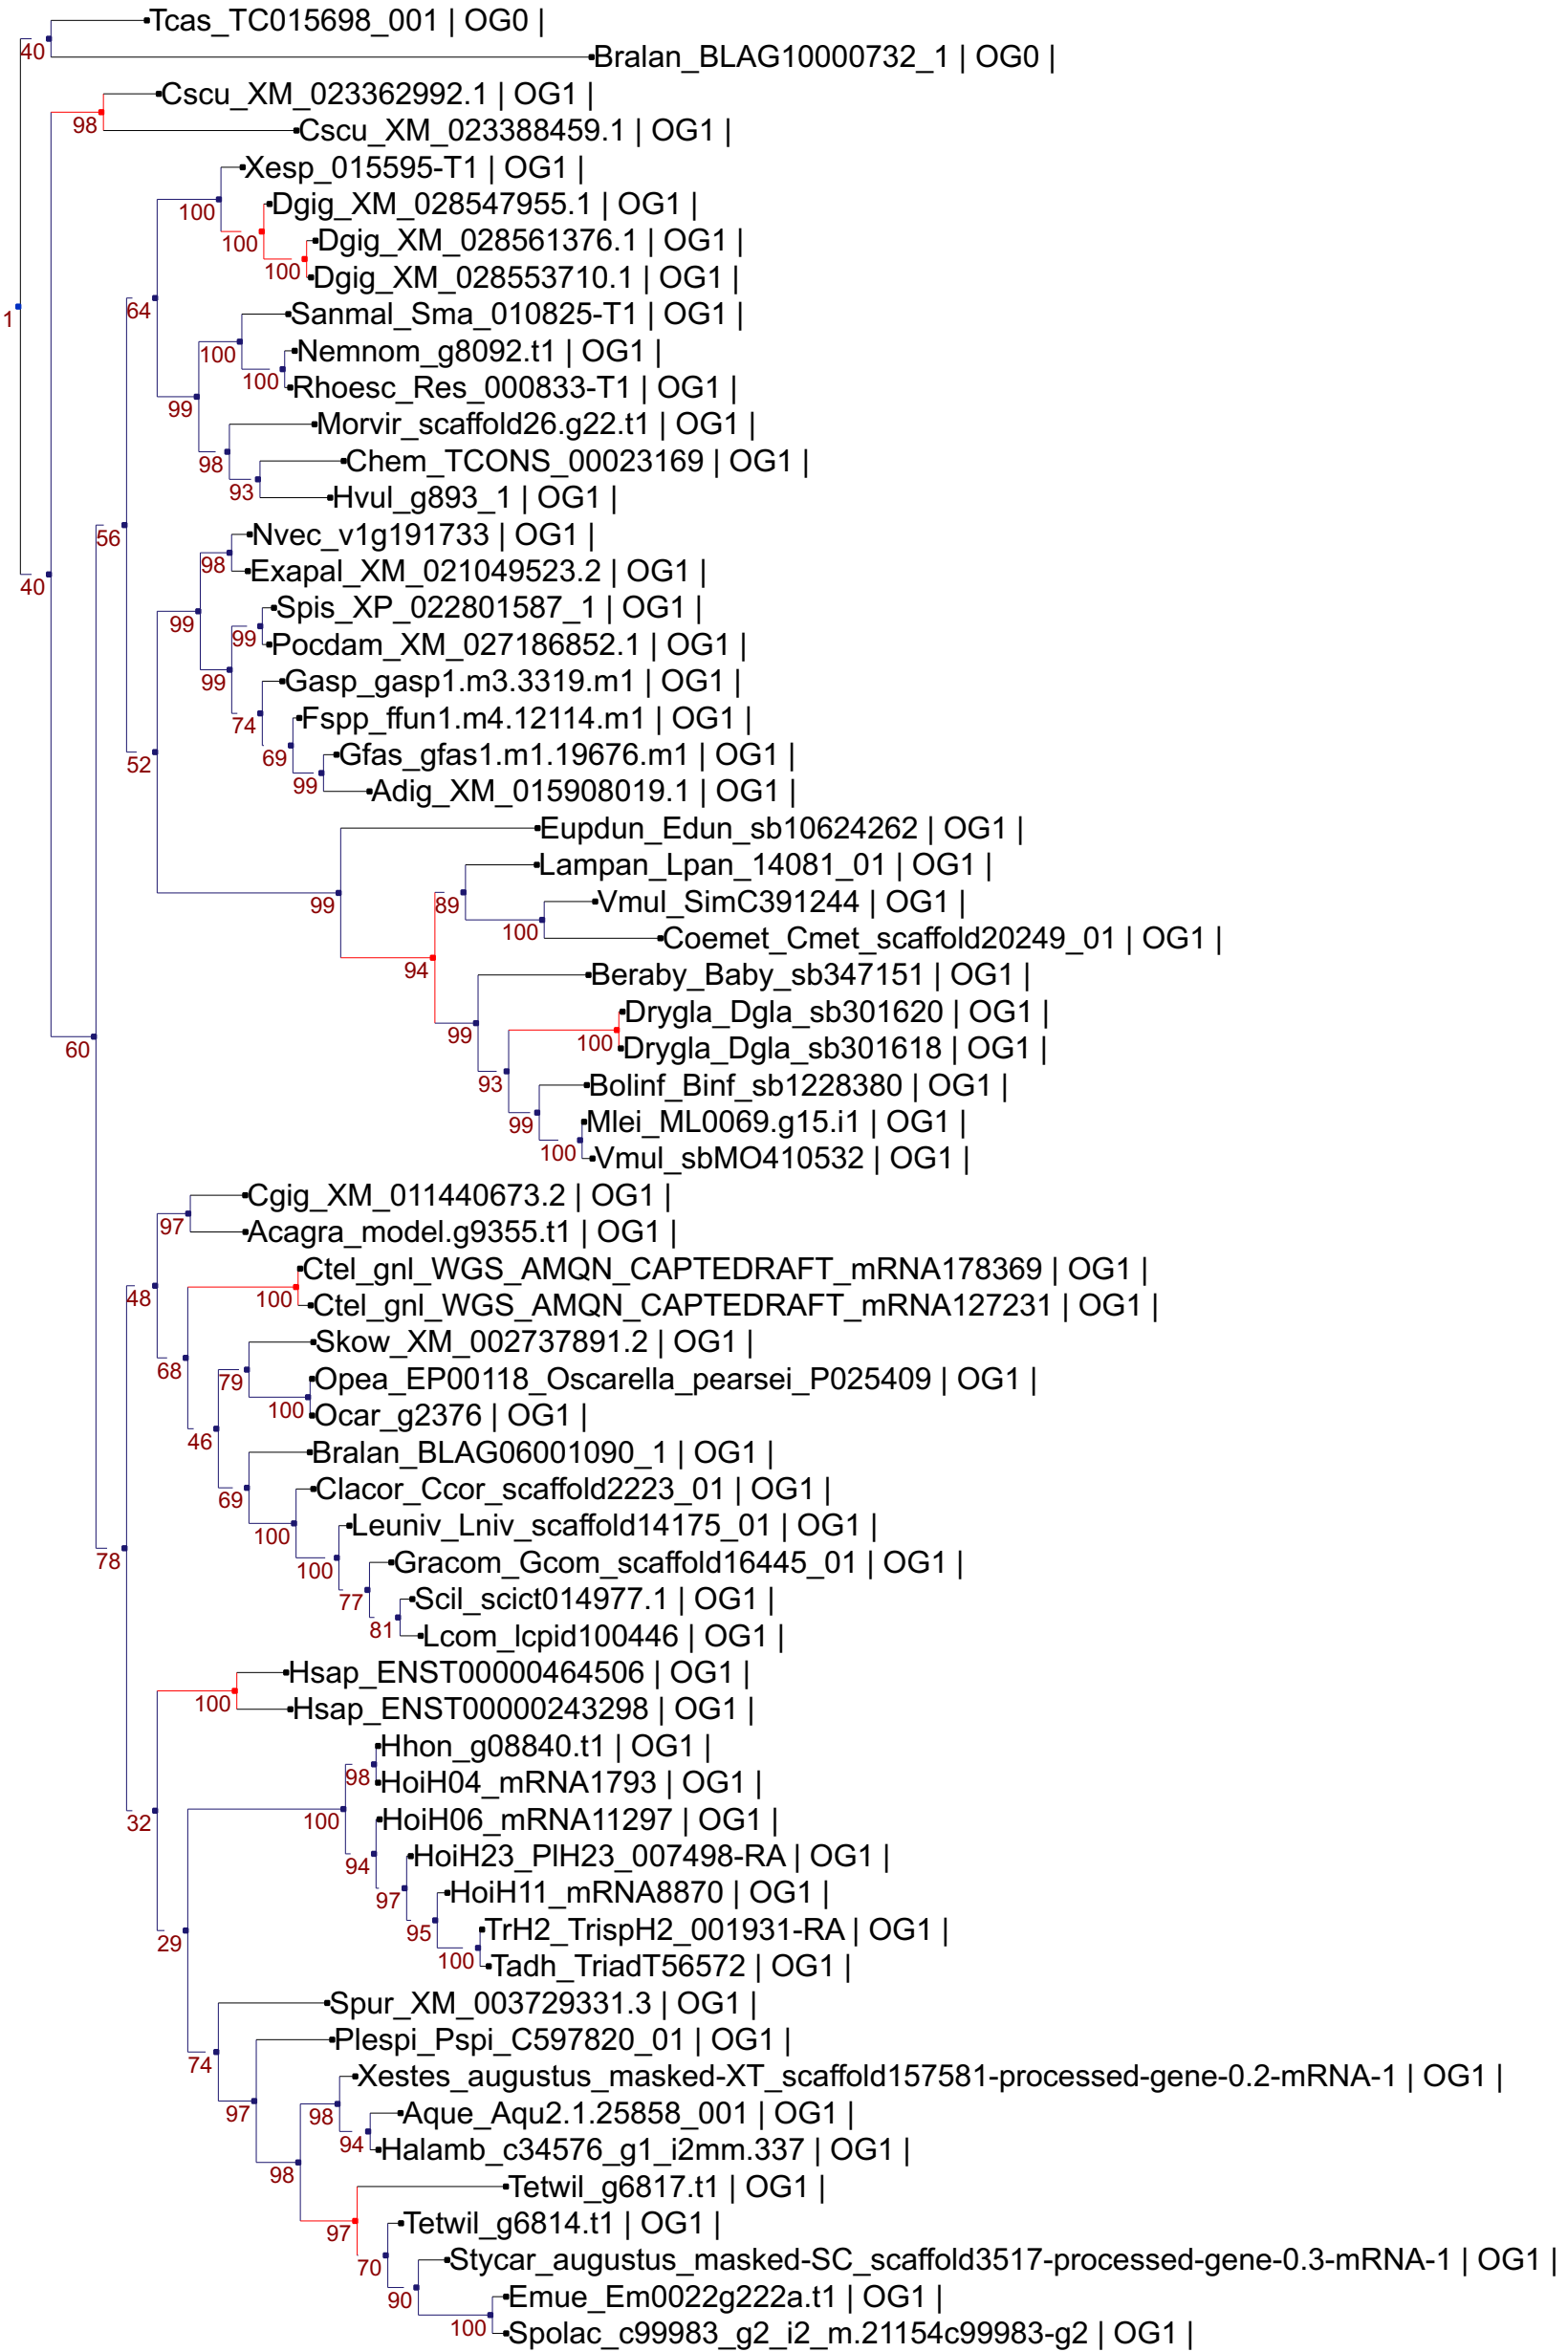 Tcas_TC015698_001 | OG0 |
40
Bralan_BLAG10000732_1 | OG0 |
Cscu_XM_023362992.1 | OG1 |
98
Cscu_XM_023388459.1 | OG1 |
Xesp_015595-T1 | OG1 |
100
Dgig_XM_028547955.1 | OG1 |
100
Dgig_XM_028561376.1 | OG1 |
100
Dgig_XM_028553710.1 | OG1 |
1
64
Sanmal_Sma_010825-T1 | OG1 |
100
Nemnom_g8092.t1 | OG1 |
100
Rhoesc_Res_000833-T1 | OG1 |
99
Morvir_scaffold26.g22.t1 | OG1 |
98
Chem_TCONS_00023169 | OG1 |
93
Hvul_g893_1 | OG1 |
56
Nvec_v1g191733 | OG1 |
98
Exapal_XM_021049523.2 | OG1 |
40
Spis_XP_022801587_1 | OG1 |
99
99
Pocdam_XM_027186852.1 | OG1 |
99
Gasp_gasp1.m3.3319.m1 | OG1 |
74
Fspp_ffun1.m4.12114.m1 | OG1 |
69
52
Gfas_gfas1.m1.19676.m1 | OG1 |
99
Adig_XM_015908019.1 | OG1 |
Eupdun_Edun_sb10624262 | OG1 |
Lampan_Lpan_14081_01 | OG1 |
99
89
Vmul_SimC391244 | OG1 |
100
Coemet_Cmet_scaffold20249_01 | OG1 |
94
Beraby_Baby_sb347151 | OG1 |
Drygla_Dgla_sb301620 | OG1 |
99
100
60
Drygla_Dgla_sb301618 | OG1 |
93
Bolinf_Binf_sb1228380 | OG1 |
99
Mlei_ML0069.g15.i1 | OG1 |
100
Vmul_sbMO410532 | OG1 |
Cgig_XM_011440673.2 | OG1 |
97
Acagra_model.g9355.t1 | OG1 |
Ctel_gnl_WGS_AMQN_CAPTEDRAFT_mRNA178369 | OG1 |
48
100
Ctel_gnl_WGS_AMQN_CAPTEDRAFT_mRNA127231 | OG1 |
Skow_XM_002737891.2 | OG1 |
68
79
Opea_EP00118_Oscarella_pearsei_P025409 | OG1 |
100
Ocar_g2376 | OG1 |
46
Bralan_BLAG06001090_1 | OG1 |
Clacor_Ccor_scaffold2223_01 | OG1 |
69
100
Leuniv_Lniv_scaffold14175_01 | OG1 |
78
100
Gracom_Gcom_scaffold16445_01 | OG1 |
77
Scil_scict014977.1 | OG1 |
81
Lcom_lcpid100446 | OG1 |
Hsap_ENST00000464506 | OG1 |
100
Hsap_ENST00000243298 | OG1 |
Hhon_g08840.t1 | OG1 |
98
HoiH04_mRNA1793 | OG1 |
32
100
HoiH06_mRNA11297 | OG1 |
94
HoiH23_PlH23_007498-RA | OG1 |
97
HoiH11_mRNA8870 | OG1 |
95
TrH2_TrispH2_001931-RA | OG1 |
29
100
Tadh_TriadT56572 | OG1 |
Spur_XM_003729331.3 | OG1 |
Plespi_Pspi_C597820_01 | OG1 |
74
Xestes_augustus_masked-XT_scaffold157581-processed-gene-0.2-mRNA-1 | OG1 |
97
98
Aque_Aqu2.1.25858_001 | OG1 |
94
Halamb_c34576_g1_i2mm.337 | OG1 |
98
Tetwil_g6817.t1 | OG1 |
97
Tetwil_g6814.t1 | OG1 |
70
Stycar_augustus_masked-SC_scaffold3517-processed-gene-0.3-mRNA-1 | OG1 |
90
Emue_Em0022g222a.t1 | OG1 |
100
Spolac_c99983_g2_i2_m.21154c99983-g2 | OG1 |